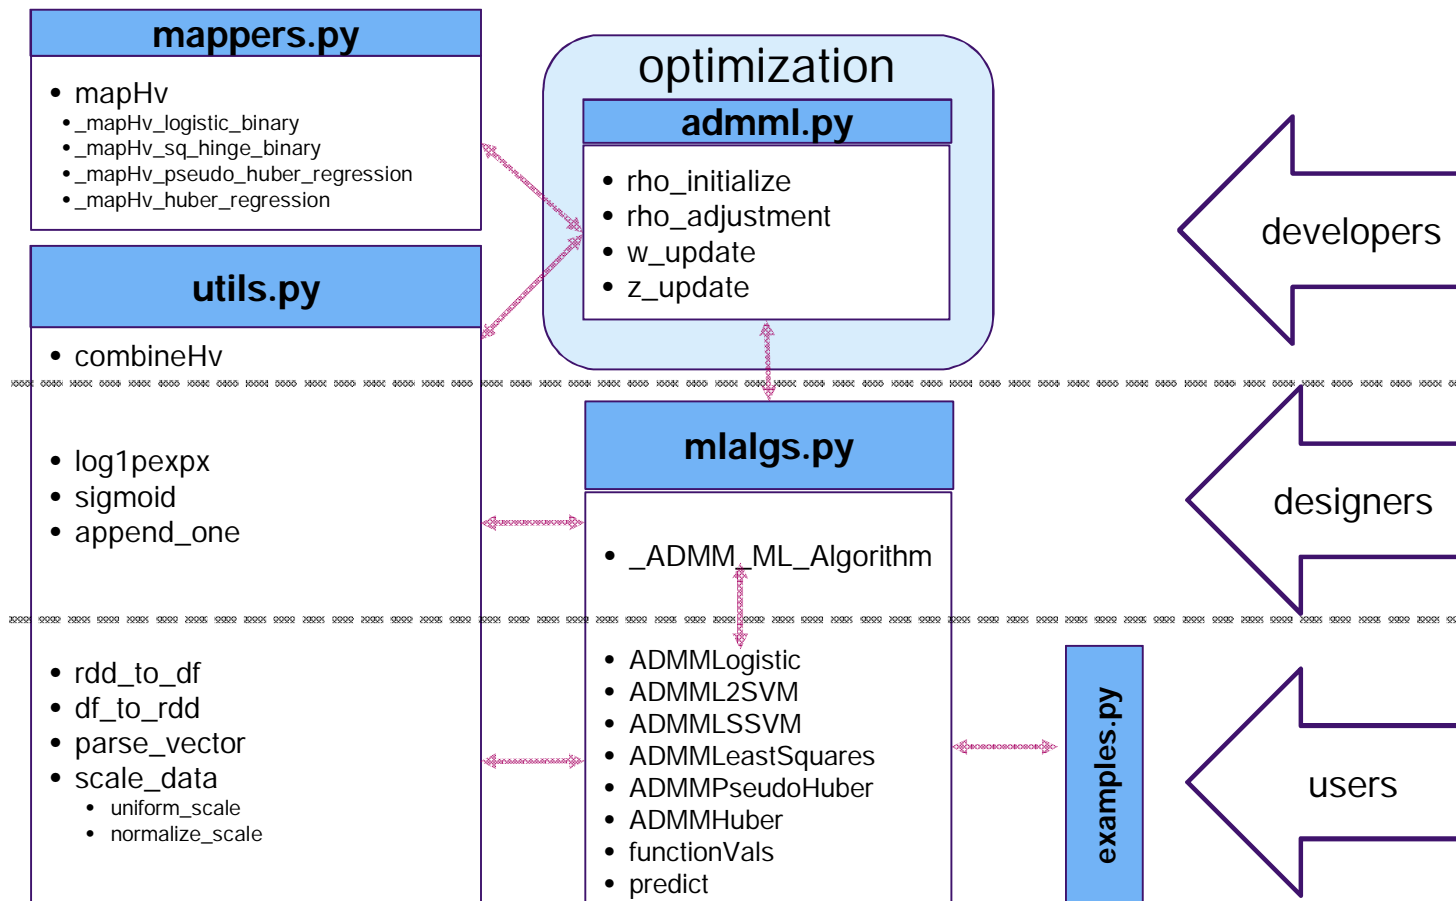 mappers.py
• mapHv
• _mapHv_logistic_binary
• _mapHv_sq_hinge_binary
• _mapHv_pseudo_huber_regression
• _mapHv_huber_regression
optimization
admml.py
• rho_initialize
• rho_adjustment
• w_update
• z_update
developers
utils.py
• combineHv
• log1pexpx
• sigmoid
• append_one
mlalgs.py
• _ADMM_ML_Algorithm
designers
• rdd_to_df
• df_to_rdd
• parse_vector
• scale_data
• uniform_scale
• normalize_scale
• ADMMLogistic
• ADMML2SVM
• ADMMLSSVM
• ADMMLeastSquares
• ADMMPseudoHuber
• ADMMHuber
• functionVals
• predict
examples.py
users